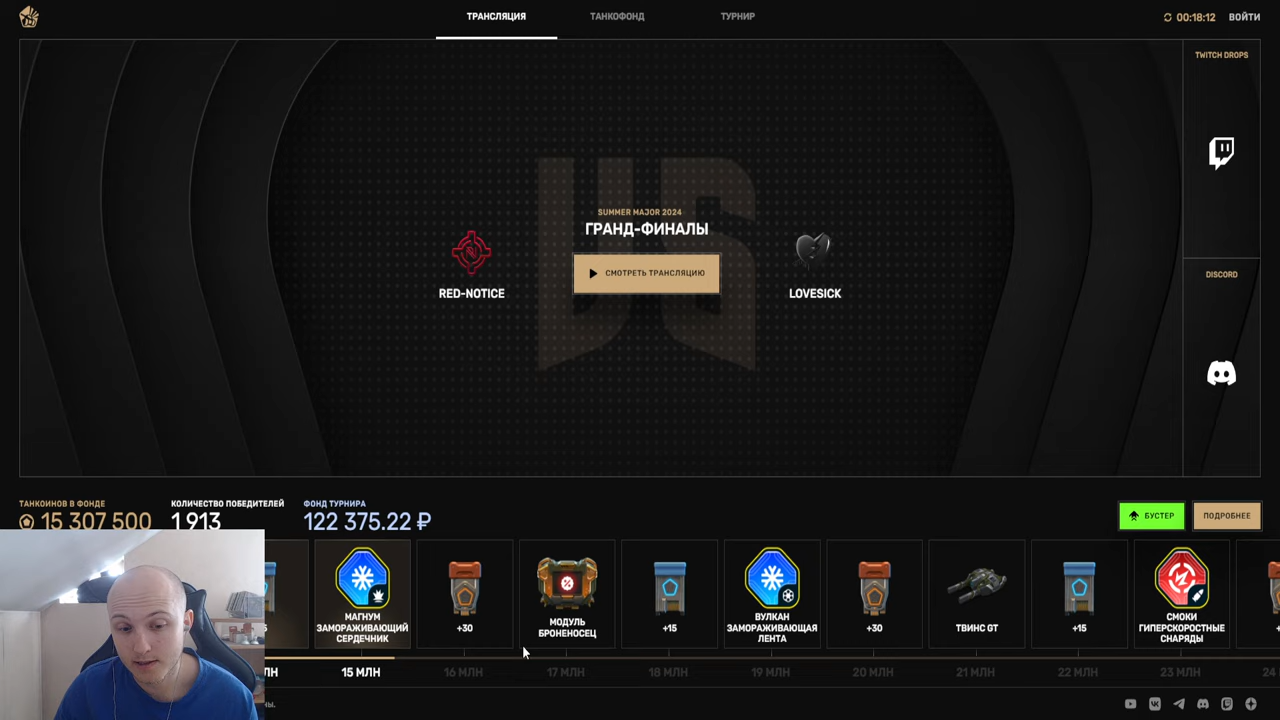 ТРАНСЛЯЦИЯ
ТАНКОФОНД
ТУРНИР
00:18:12
ВОЙТИ
TWITCH DROPS
SUMMER MAJOR 2024
ГРАНД-ФИНАЛЫ
СМОТРЕТЬ ТРАНСЛЯЦИЮ
RED-NOTICE
LOVESICK
DISCORD
ТАНКОИНОВ В ФОНДЕ
КОЛИЧЕСТВО ПОБЕДИТЕЛЕЙ
ФОНД ТУРНИРА
15 307 500
1 913
122 375.22 ₽
БУСТЕР
ПОДРОБНЕЕ
МАГНУМ
ЗАМОРАЖИВАЮЩИЙ
СЕРДЕЧНИК
+30
МОДУЛЬ
БРОНЕНОСЕЦ
+15
ВУЛКАН
ЗАМОРАЖИВАЮЩАЯ
ЛЕНТА
+30
ТВИНС GT
+15
СМОКИ
ГИПЕРСКОРОСТНЫЕ
СНАРЯДЫ
15 МЛН
16 МЛН
17 МЛН
18 МЛН
19 МЛН
20 МЛН
21 МЛН
22 МЛН
23 МЛН
24